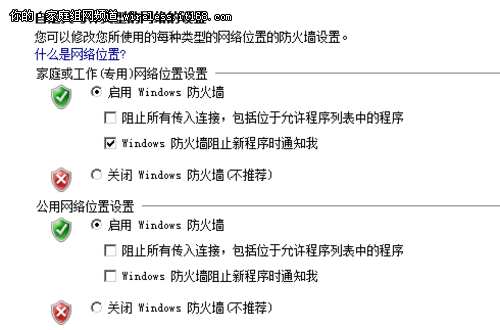 你的·家庭组网频道 wireless.it168.com
您可以修改您所使用的每种类型的网络位置的防火墙设置。
什么是网络位置?
家庭或工作(专用)网络位置设置
启用 Windows 防火墙
阻止所有传入连接，包括位于允许程序列表中的程序
Windows 防火墙阻止新程序时通知我
关闭 Windows 防火墙(不推荐)
公用网络位置设置
启用 Windows 防火墙
阻止所有传入连接，包括位于允许程序列表中的程序
Windows 防火墙阻止新程序时通知我
关闭 Windows 防火墙(不推荐)